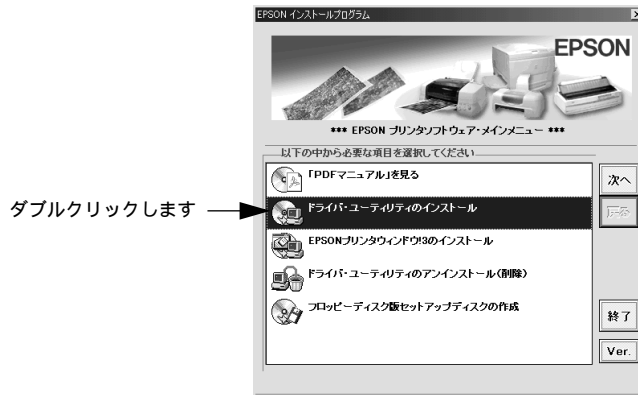 EPSON インストールプログラム
EPSON
*** EPSON プリンタソフトウェア・メインメニュー ***
以下の中から必要な項目を選択してください
「PDFマニュアル」を見る
次へ
ダブルクリックします
ドライバ・ユーティリティのインストール
戻る
EPSONプリンタウィンドウ!3のインストール
ドライバ・ユーティリティのアンインストール(削除)
フロッピーディスク版セットアップディスクの作成
終了
Ver.